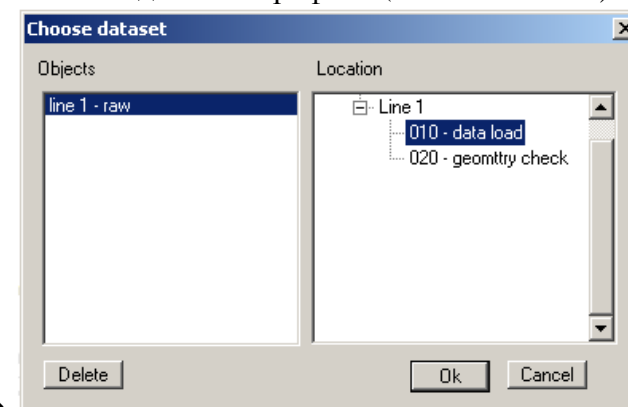 Choose dataset
Objects
Location
line 1 - raw
Line 1
010 - data load
020 - geomttry check
Delete
Ok
Cancel